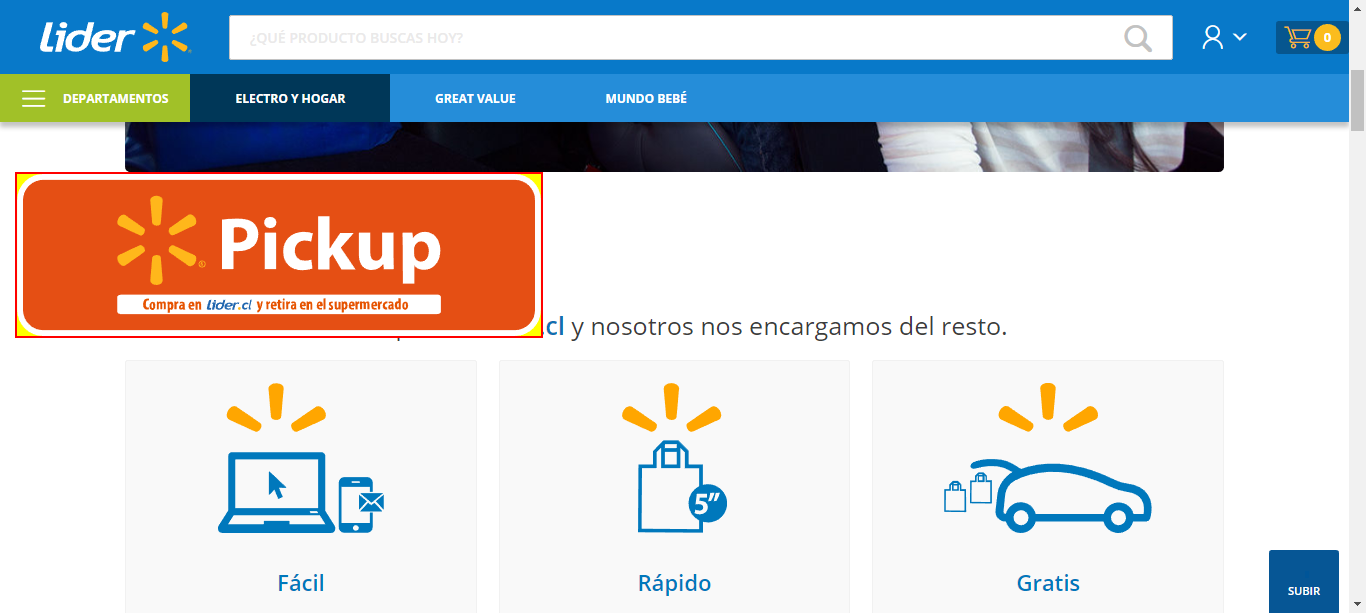 Lider
¿QUÉ PRODUCTO BUSCAS HOY?
0
DEPARTAMENTOS
ELECTRO Y HOGAR
GREAT VALUE
MUNDO BEBÉ
Pickup
Compra en Lider.cl y retira en el supermercado
.cl y nosotros nos encargamos del resto.
5”
Fácil
Rápido
Gratis
SUBIR